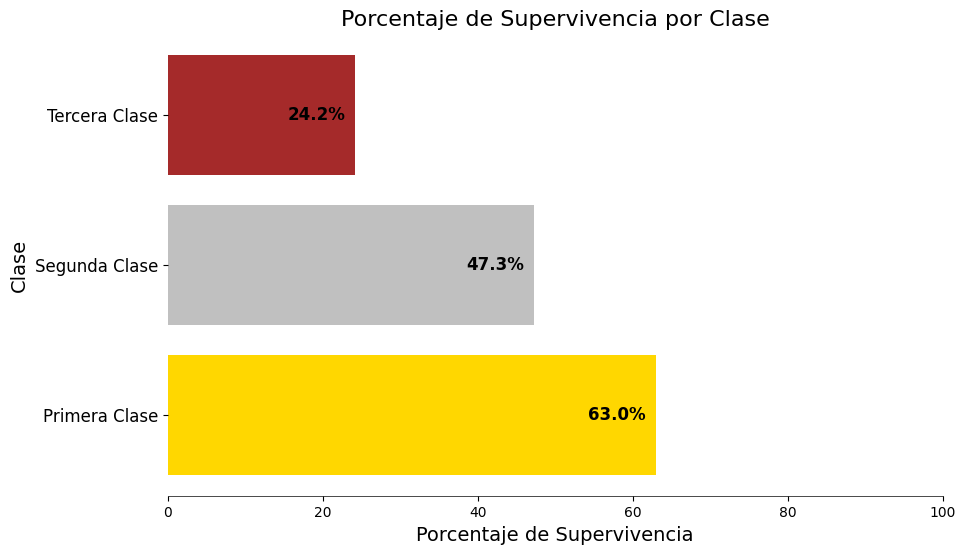 Porcentaje de Supervivencia por Clase
Clase
Tercera Clase
24.2%
Segunda Clase
47.3%
Primera Clase
63.0%
0 20 40 60 80 100
Porcentaje de Supervivencia